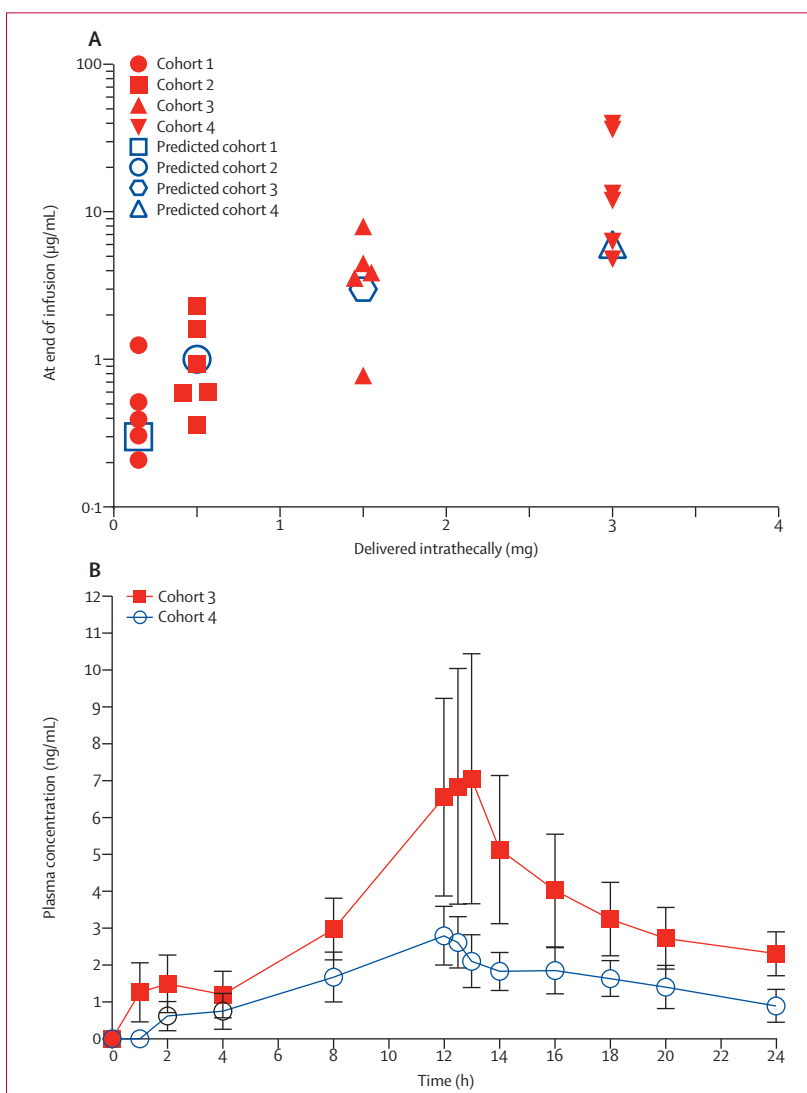 A
Cohort 1
Cohort 2
Cohort 3
Cohort 4
Predicted cohort 1
Predicted cohort 2
Predicted cohort 3
Predicted cohort 4
At end of infusion (µg/mL)
100
10
1
0·1
0 1 2 3 4
Delivered intrathecally (mg)
B
Cohort 3
Cohort 4
Plasma concentration (ng/mL)
12
11
10
9
8
7
6
5
4
3
2
1
0
0 2 4 6 8 10 12 14 16 18 20 22 24
Time (h)